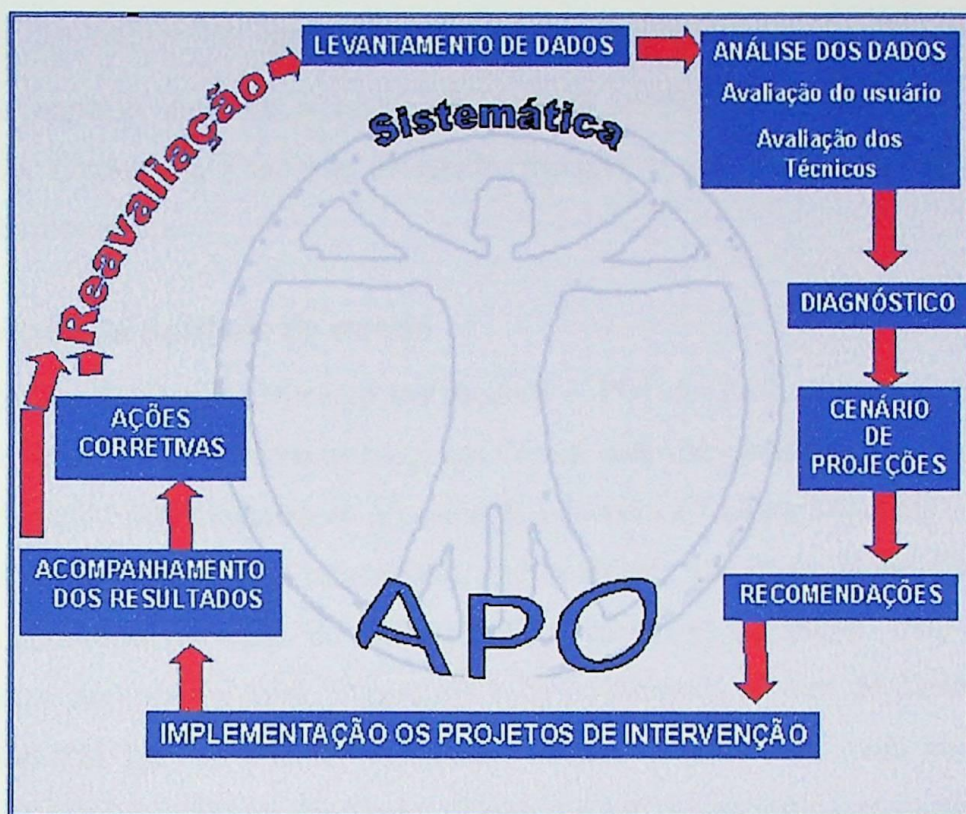 LEVANTAMENTO DE DADOS
ANÁLISE DOS DADOS
Avaliação do usuário
Avaliação dos
Técnicos
Sistemática
Reavaliação
DIAGNÓSTICO
CENÁRIO
DE
PROJEÇÕES
AÇÕES
CORRETIVAS
ACOMPANHAMENTO
DOS RESULTADOS
RECOMENDAÇÕES
APO
IMPLEMENTAÇÃO OS PROJETOS DE INTERVENÇÃO